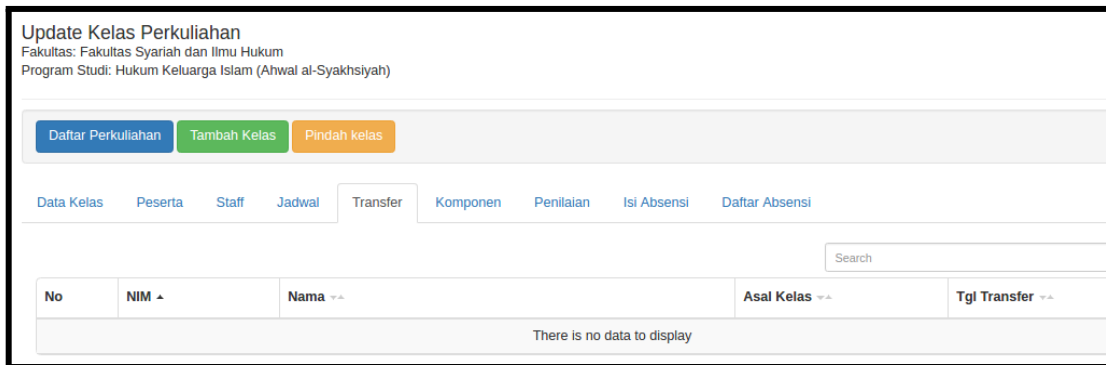 Update Kelas Perkuliahan
Fakultas: Fakultas Syariah dan Ilmu Hukum
Program Studi: Hukum Keluarga Islam (Ahwal al-Syakhsiyah)
Daftar Perkuliahan Tambah Kelas Pindah kelas
Data Kelas Peserta Staff Jadwal Transfer Komponen Penilaian Isi Absensi Daftar Absensi
Search
No NIM Nama Asal Kelas Tgl Transfer
There is no data to display